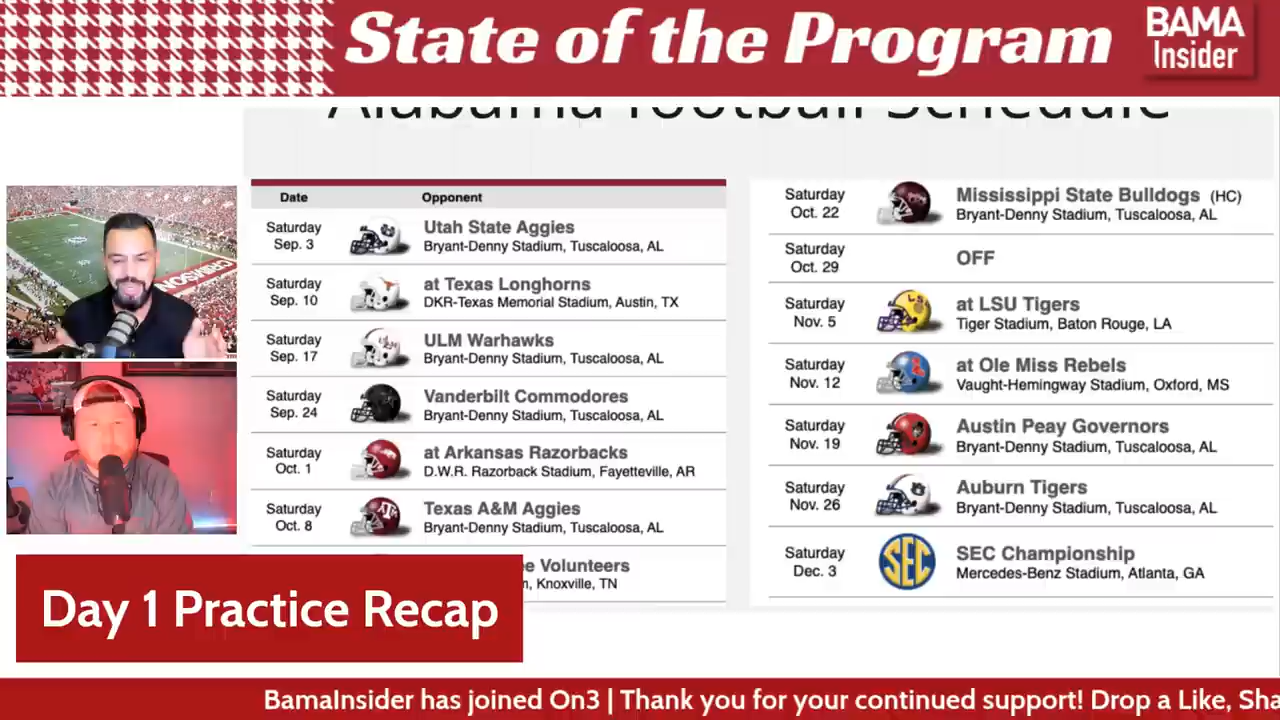 State of the Program
BAMA
Insider
Alabama Football Schedule
Date Opponent
Saturday
Sep. 3
Utah State Aggies
Bryant-Denny Stadium, Tuscaloosa, AL
Saturday
Sep. 10
at Texas Longhorns
DKR-Texas Memorial Stadium, Austin, TX
Saturday
Sep. 17
ULM Warhawks
Bryant-Denny Stadium, Tuscaloosa, AL
Saturday
Sep. 24
Vanderbilt Commodores
Bryant-Denny Stadium, Tuscaloosa, AL
Saturday
Oct. 1
at Arkansas Razorbacks
D.W.R. Razorback Stadium, Fayetteville, AR
Saturday
Oct. 8
Texas A&M Aggies
Bryant-Denny Stadium, Tuscaloosa, AL
ee Volunteers
m, Knoxville, TN
Saturday
Oct. 22
Mississippi State Bulldogs (HC)
Bryant-Denny Stadium, Tuscaloosa, AL
Saturday
Oct. 29
OFF
Saturday
Nov. 5
at LSU Tigers
Tiger Stadium, Baton Rouge, LA
Saturday
Nov. 12
at Ole Miss Rebels
Vaught-Hemingway Stadium, Oxford, MS
Saturday
Nov. 19
Austin Peay Governors
Bryant-Denny Stadium, Tuscaloosa, AL
Saturday
Nov. 26
Auburn Tigers
Bryant-Denny Stadium, Tuscaloosa, AL
Saturday
Dec. 3
SEC
SEC Championship
Mercedes-Benz Stadium, Atlanta, GA
CRIMSON
Day 1 Practice Recap
BamaInsider has joined On3 | Thank you for your continued support! Drop a Like, Sha